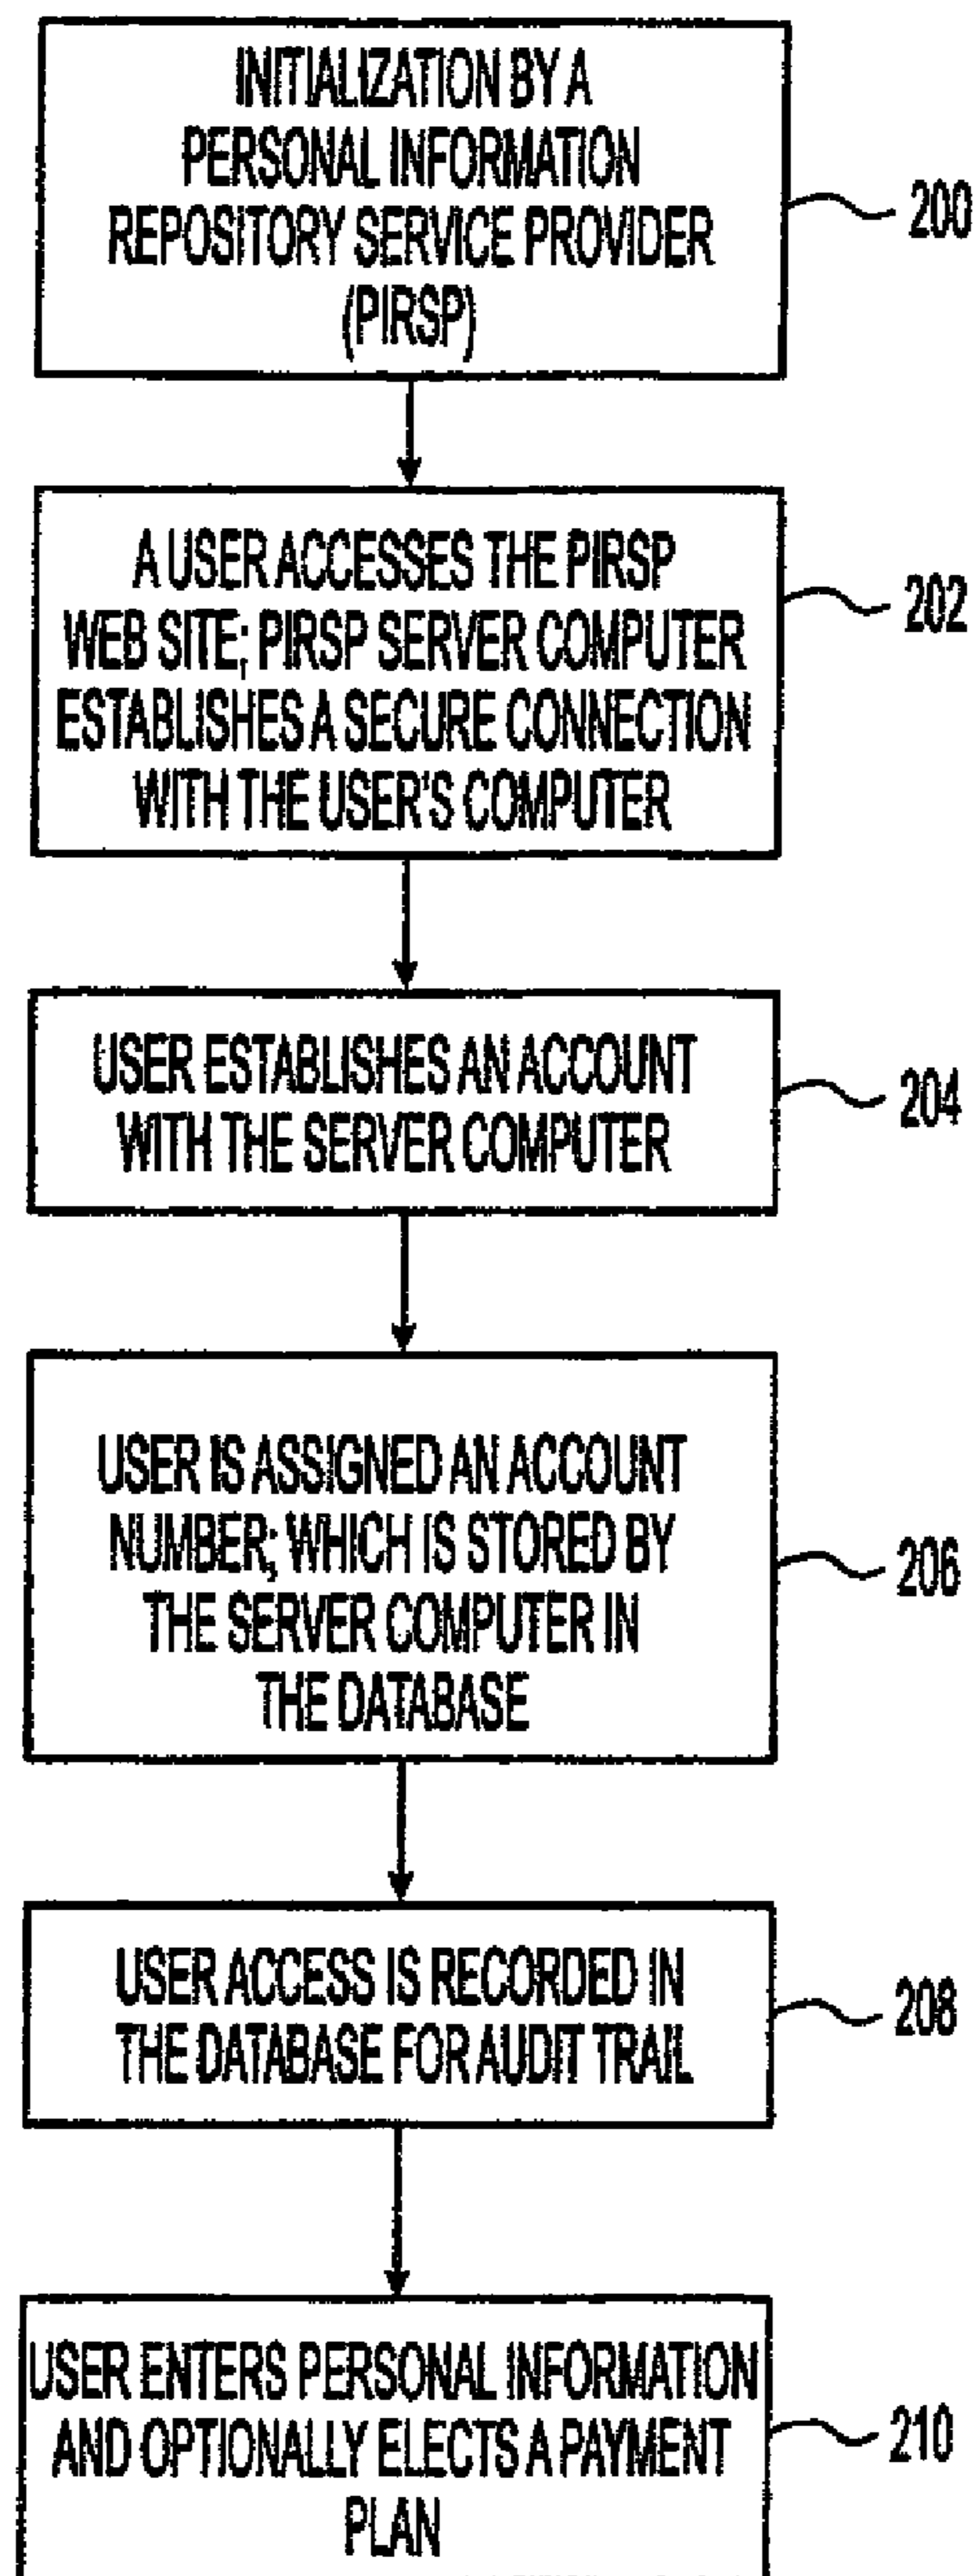 INITIALIZATION BY A
PERSONAL INFORMATION
REPOSITORY SERVICE PROVIDER
(PIRSP)
200
A USER ACCESSES THE PIRSP
WEB SITE; PIRSP SERVER COMPUTER
ESTABLISHES A SECURE CONNECTION
WITH THE USER'S COMPUTER
202
USER ESTABLISHES AN ACCOUNT
WITH THE SERVER COMPUTER
204
USER IS ASSIGNED AN ACCOUNT
NUMBER; WHICH IS STORED BY
THE SERVER COMPUTER IN
THE DATABASE
206
USER ACCESS IS RECORDED IN
THE DATABASE FOR AUDIT TRAIL
208
USER ENTERS PERSONAL INFORMATION
AND OPTIONALLY ELECTS A PAYMENT
PLAN
210